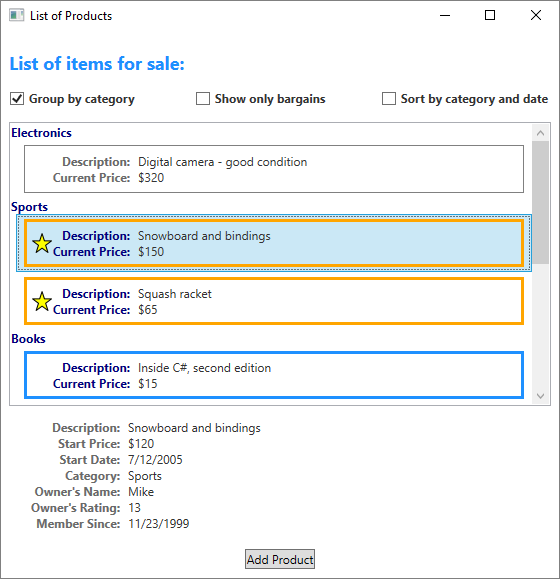 List of Products
List of items for sale:
Group by category
Show only bargains
Sort by category and date
Electronics
Description: Digital camera - good condition
Current Price: $320
Sports
Description: Snowboard and bindings
Current Price: $150
Description: Squash racket
Current Price: $65
Books
Description: Inside C#, second edition
Current Price: $15
Description: Snowboard and bindings
Start Price: $120
Start Date: 7/12/2005
Category: Sports
Owner's Name: Mike
Owner's Rating: 13
Member Since: 11/23/1999
Add Product